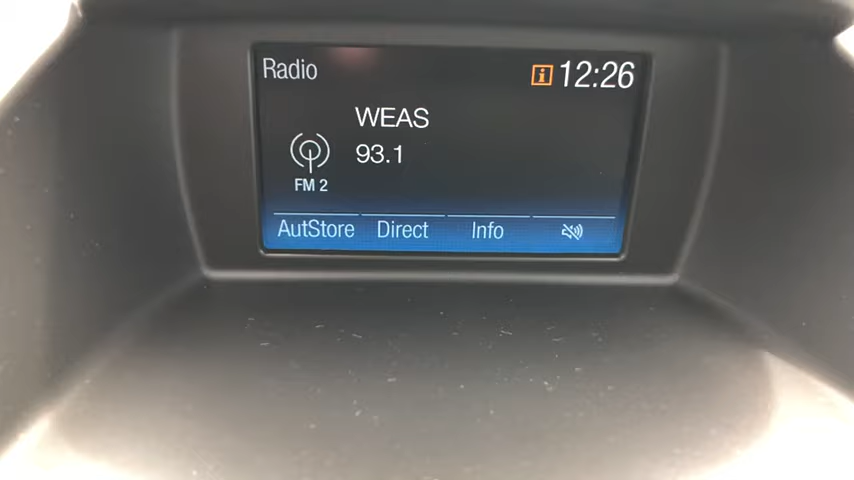 Radio
12:26
WEAS
93.1
FM 2
AutStore Direct Info